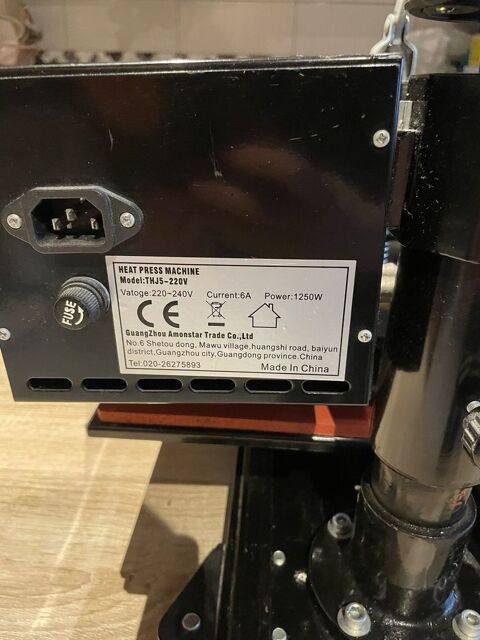 HEAT PRESS MACHINE
Model:THJ5-220V
Vatoge:220~240V Current:6A Power:1250W
CE
GuangZhou Amonstar Trade Co.,Ltd
No.6 Shetou dong, Mawu village,huangshi road, baiyun
district,Guangzhou city,Guangdong province.China
Tel:020-26275893 Made In China
FUSE